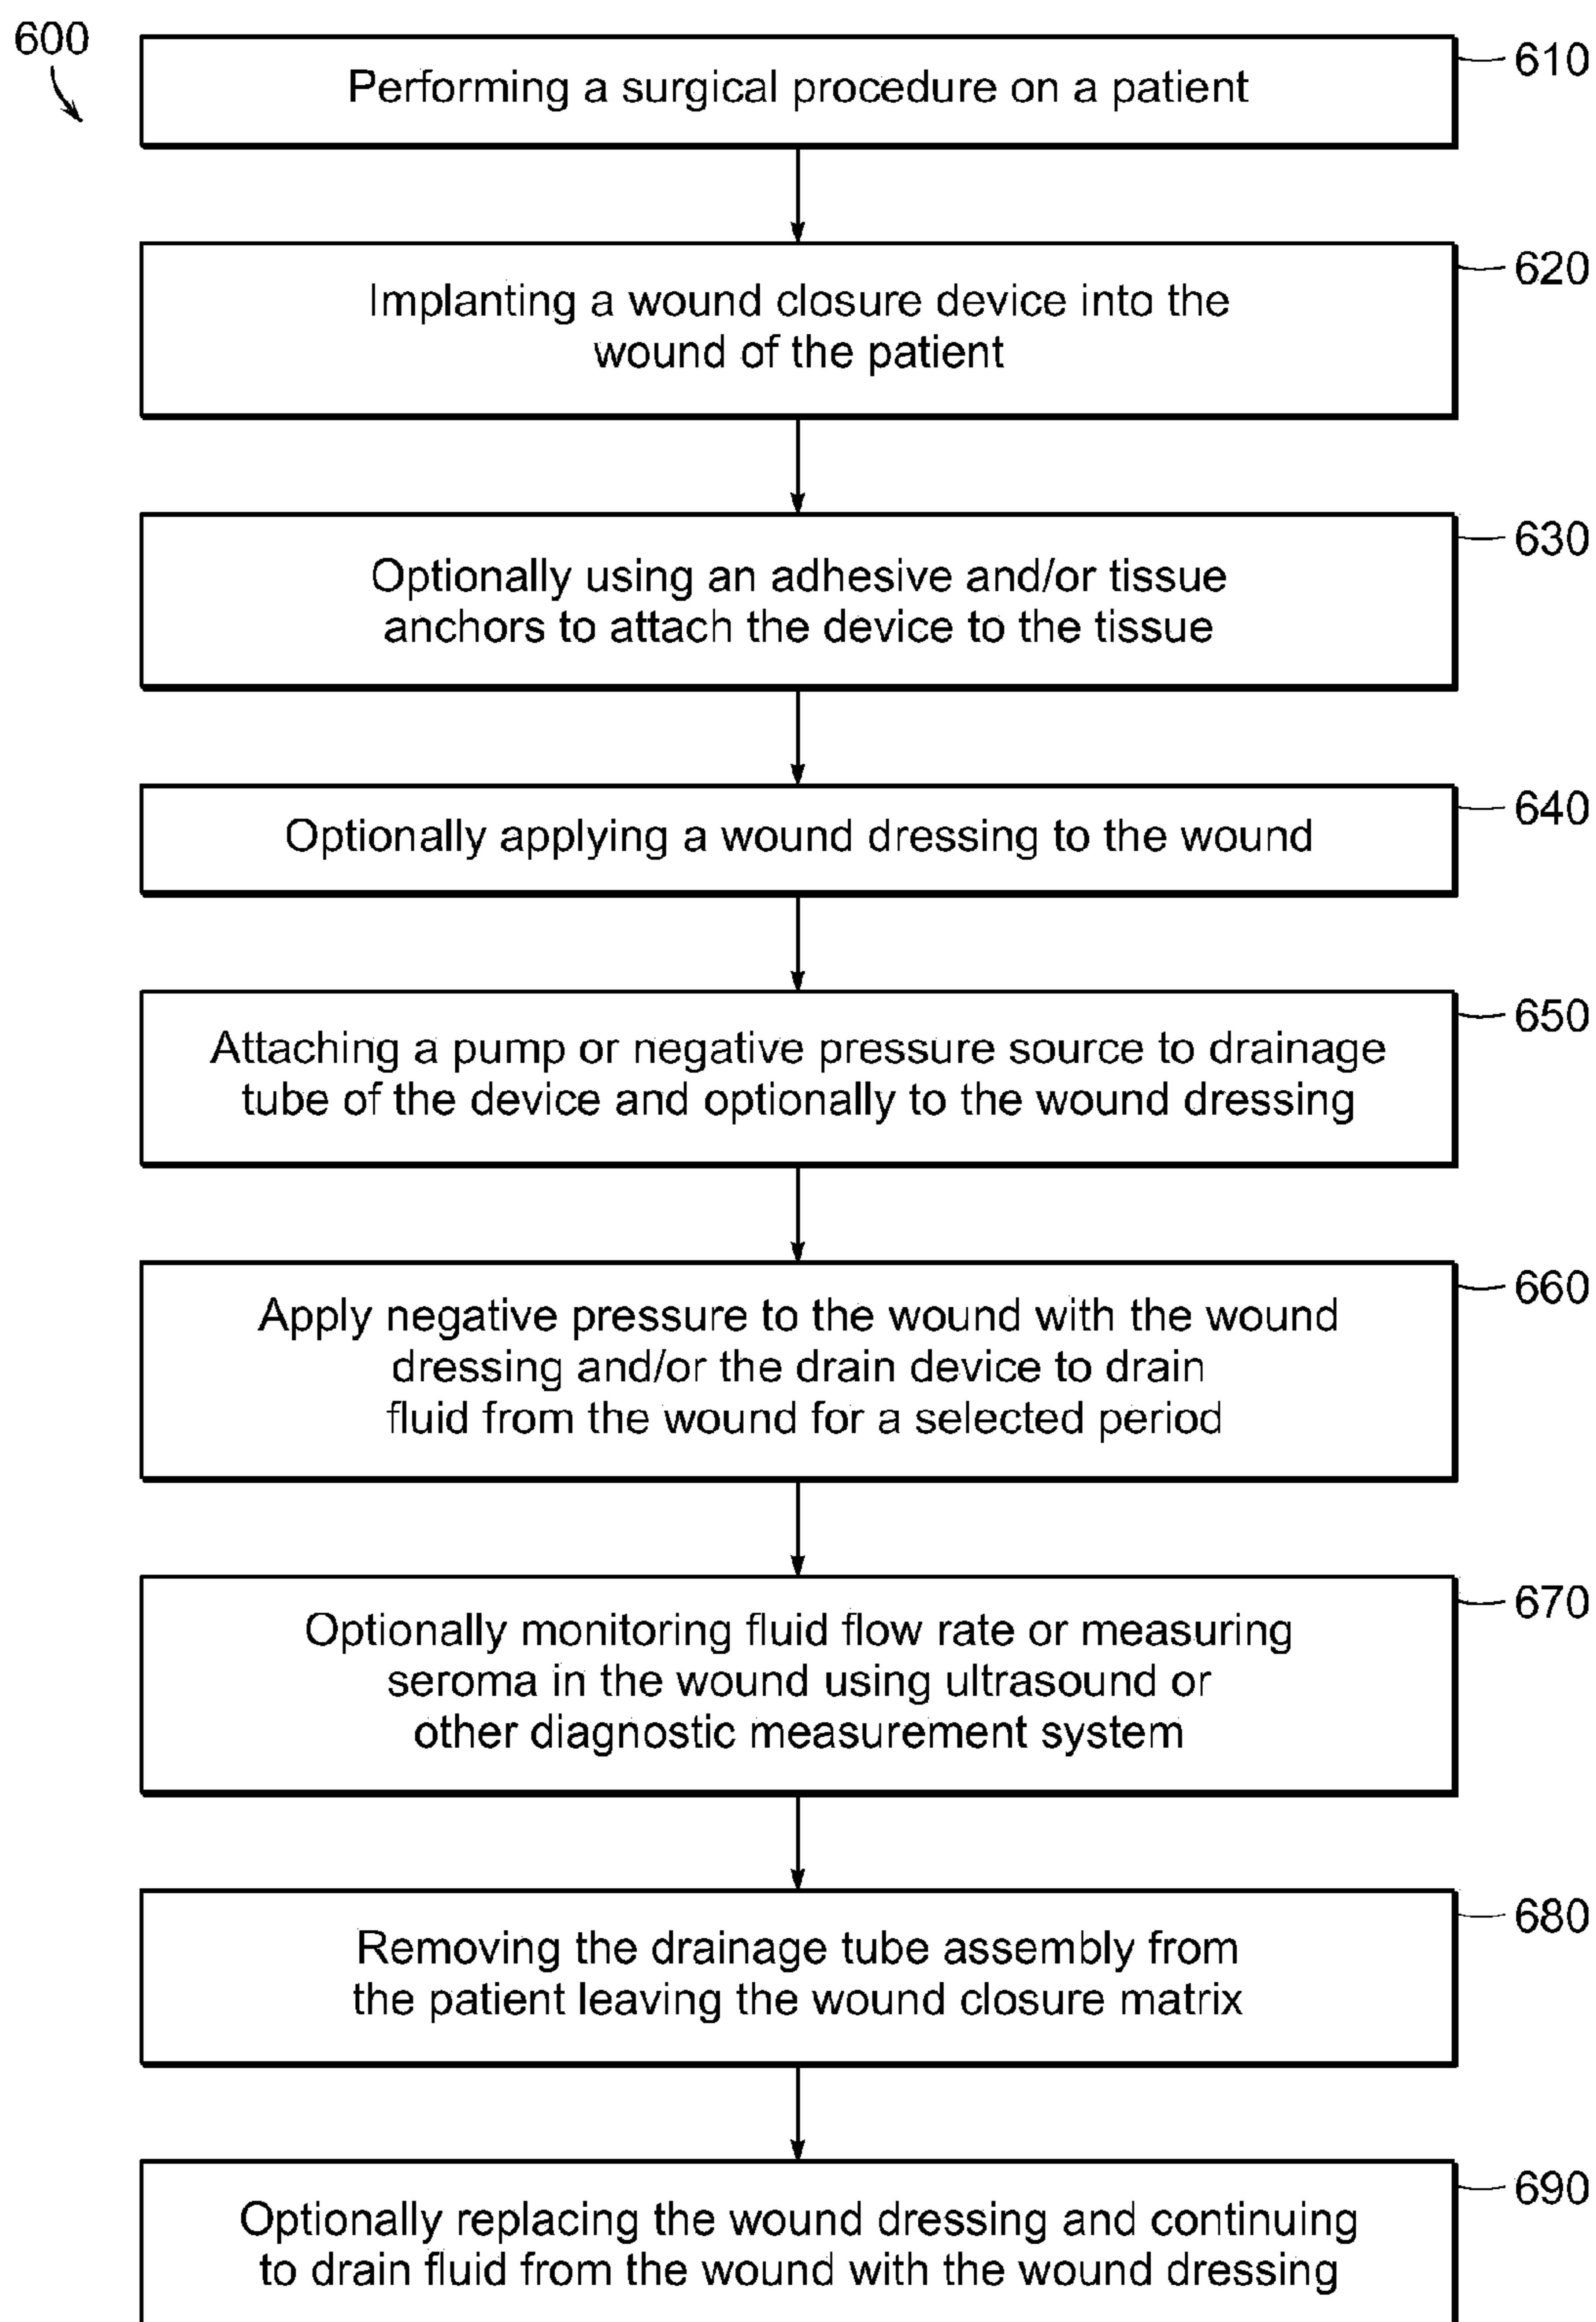 600
Performing a surgical procedure on a patient
610
Implanting a wound closure device into the
wound of the patient
620
Optionally using an adhesive and/or tissue
anchors to attach the device to the tissue
630
Optionally applying a wound dressing to the wound
640
Attaching a pump or negative pressure source to drainage
tube of the device and optionally to the wound dressing
650
Apply negative pressure to the wound with the wound
dressing and/or the drain device to drain
fluid from the wound for a selected period
660
Optionally monitoring fluid flow rate or measuring
seroma in the wound using ultrasound or
other diagnostic measurement system
670
Removing the drainage tube assembly from
the patient leaving the wound closure matrix
680
Optionally replacing the wound dressing and continuing
to drain fluid from the wound with the wound dressing
690